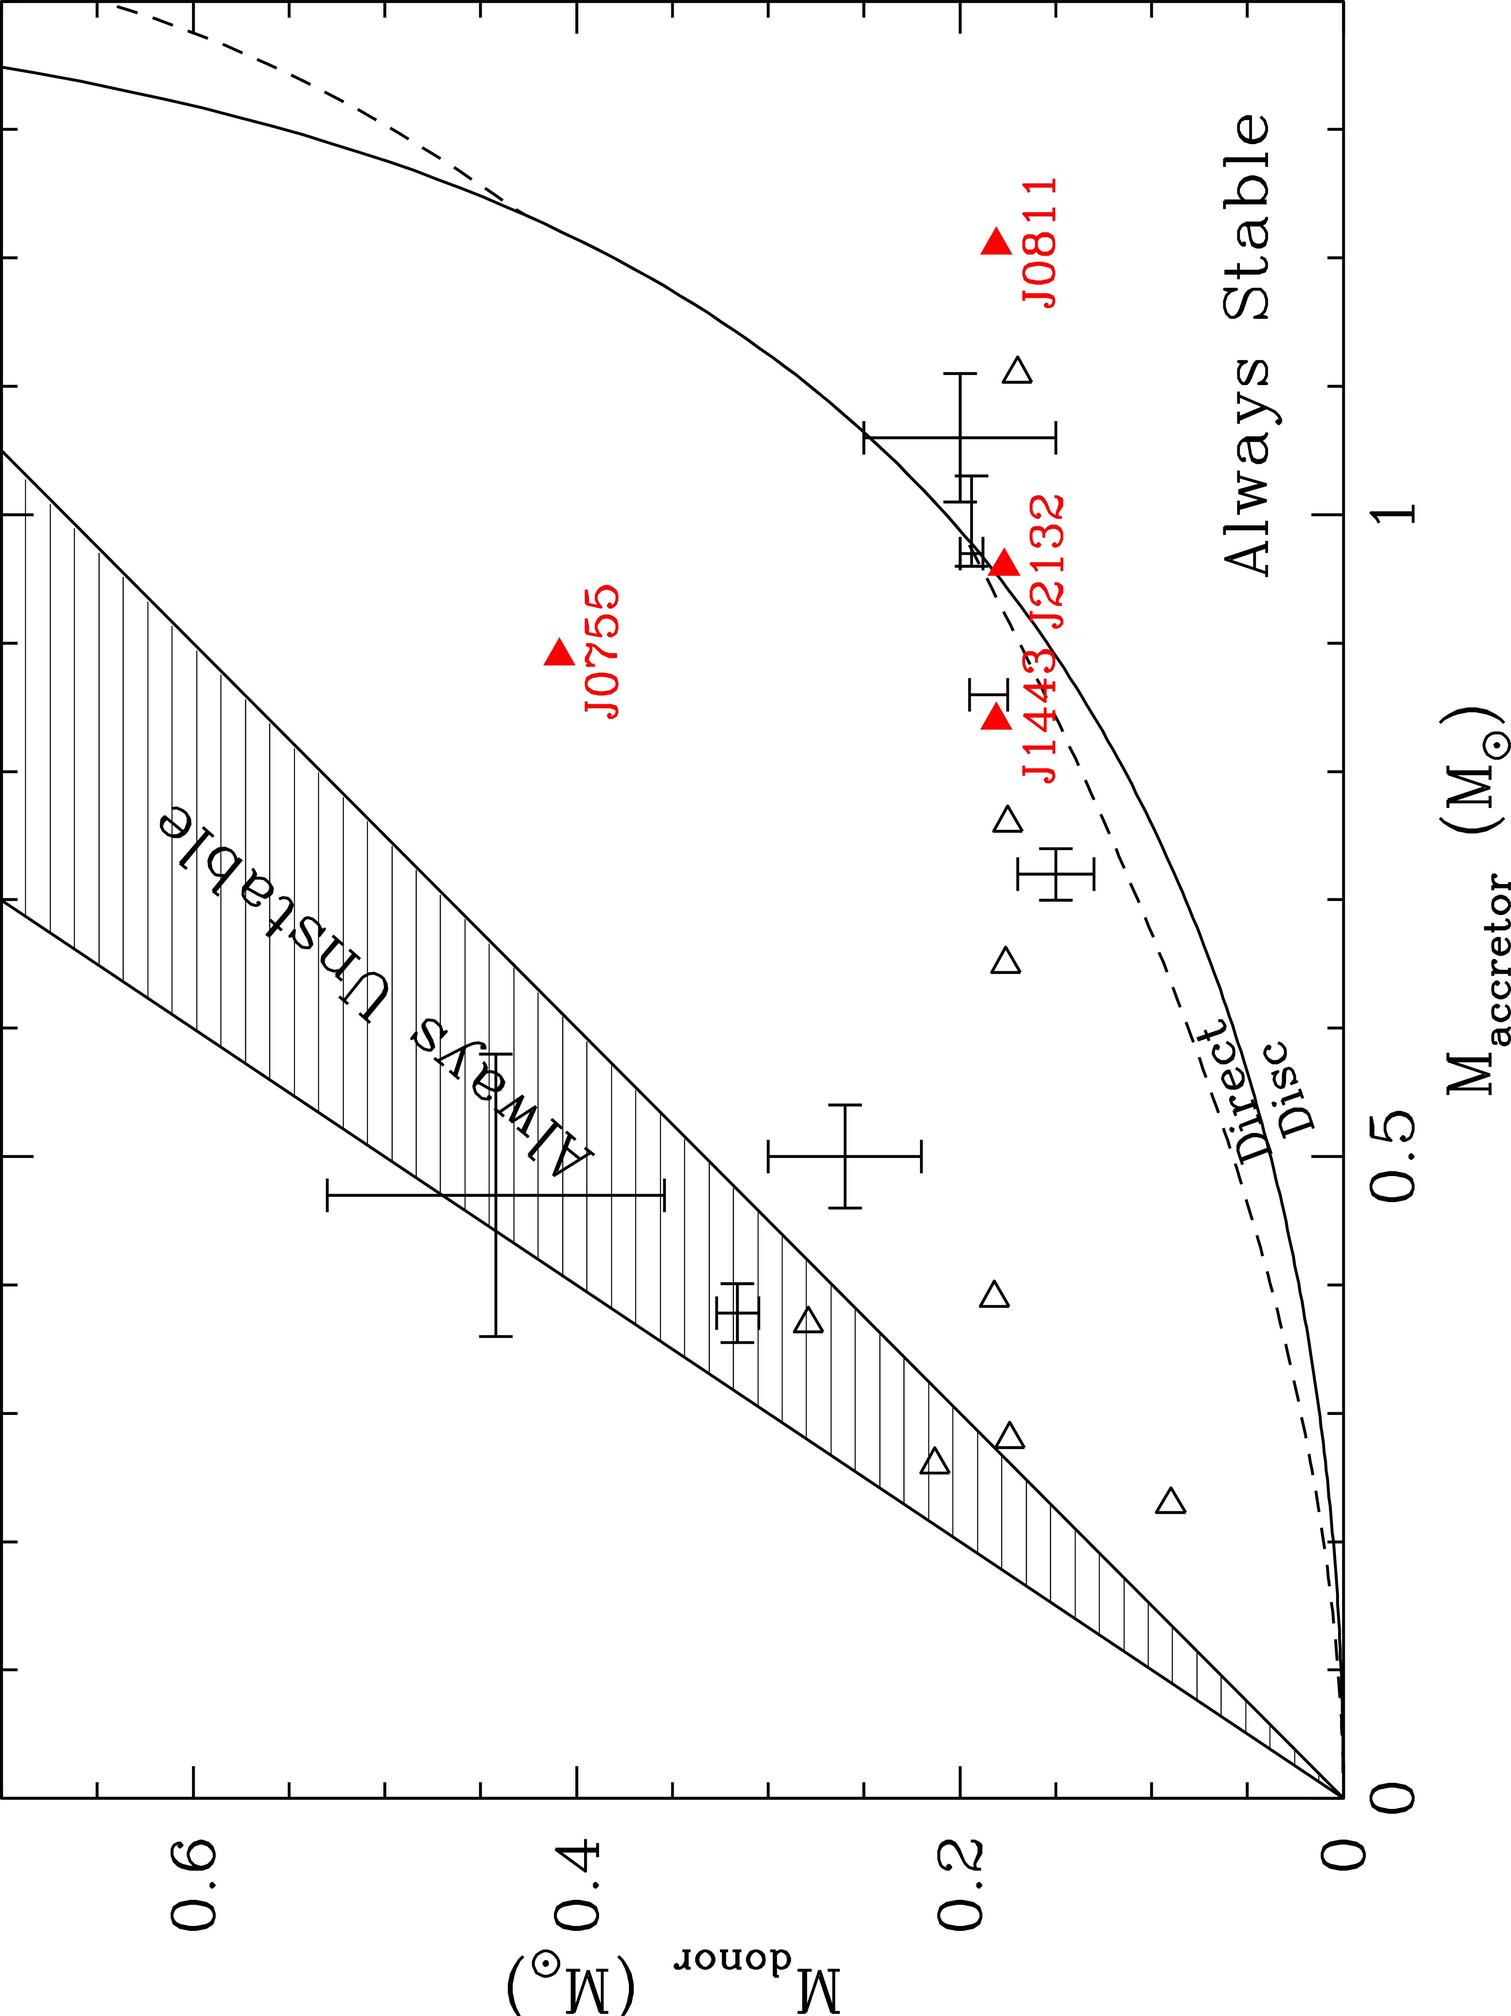 Always Unstable
J0755
J0811
J2132
J1443
Always Stable
Direct
Disc
0.6
0.4
0.2
0
0
0.5
1
M_donor (M_⊙)
M_accretor (M_⊙)